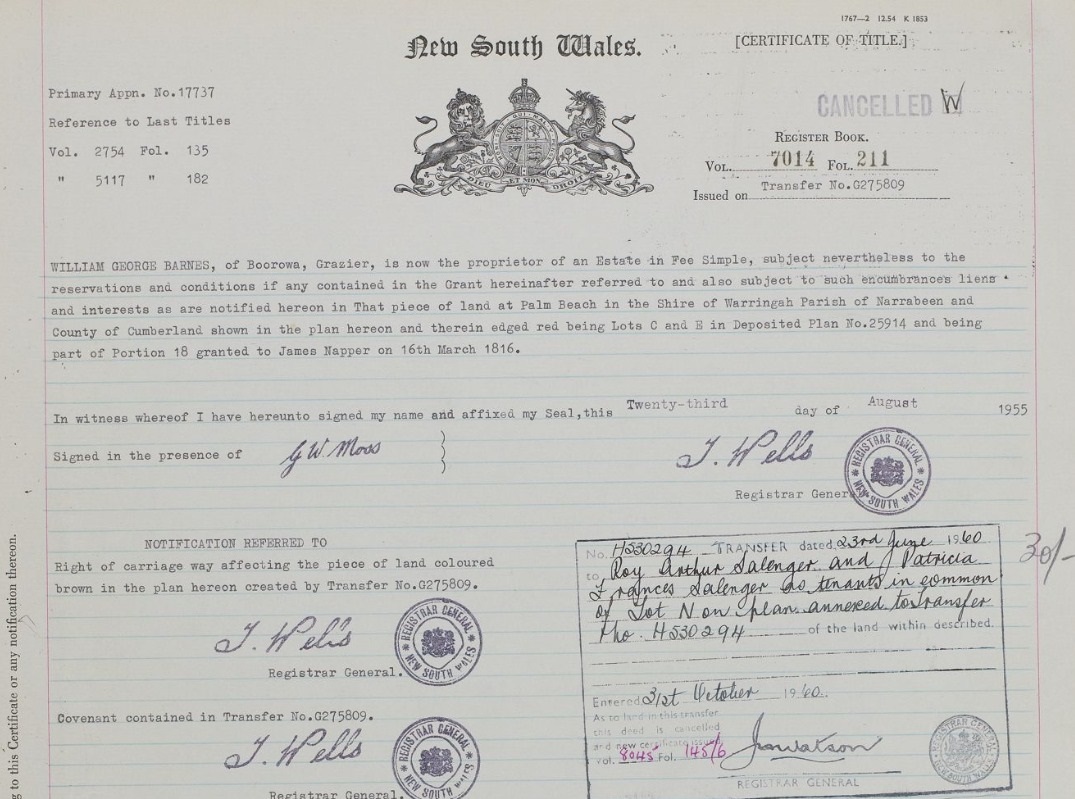 1767—2 12.54 K 1853
New South Wales.
[CERTIFICATE OF TITLE.]
Primary Appn. No.17737
Reference to Last Titles
Vol. 2754 Fol. 135
" 5117 " 182
CANCELLED
REGISTER BOOK.
VOL. 7014 FOL. 211
Issued on Transfer No.G275809
DIEU ET MON DROIT
WILLIAM GEORGE BARNES, of Boorowa, Grazier, is now the proprietor of an Estate in Fee Simple, subject nevertheless to the
reservations and conditions if any contained in the Grant hereinafter referred to and also subject to such encumbrances liens
and interests as are notified hereon in That piece of land at Palm Beach in the Shire of Warringah Parish of Narrabeen and
County of Cumberland shown in the plan hereon and therein edged red being Lots C and E in Deposited Plan No.25914 and being
part of Portion 18 granted to James Napper on 16th March 1816.
In witness whereof I have hereunto signed my name and affixed my Seal,this Twenty-third day of August 1955
Signed in the presence of GW Moss
J. Wells
Registrar General
REGISTRAR GENERAL NEW SOUTH WALES
NOTIFICATION REFERRED TO
Right of carriage way affecting the piece of land coloured
brown in the plan hereon created by Transfer No.G275809.
J. Wells
Registrar General.
REGISTRAR GENERAL NEW SOUTH WALES
Covenant contained in Transfer No.G275809.
J. Wells
Registrar General.
REGISTRAR GENERAL
No. H530294 TRANSFER dated 23rd June 1960
to Roy Arthur Salenger and Patricia
Frances Salenger as tenants in common
of Lot N on plan annexed to transfer
No. H530294 of the land within described.
Entered 31st October 1960.
As to land in this transfer
this deed is cancelled
and new certificate issued
vol. 8045 Fol. 145/6
J Watson
REGISTRAR GENERAL
REGISTRAR GENERAL NEW SOUTH WALES
30/-
g to this Certificate or any notification thereon.